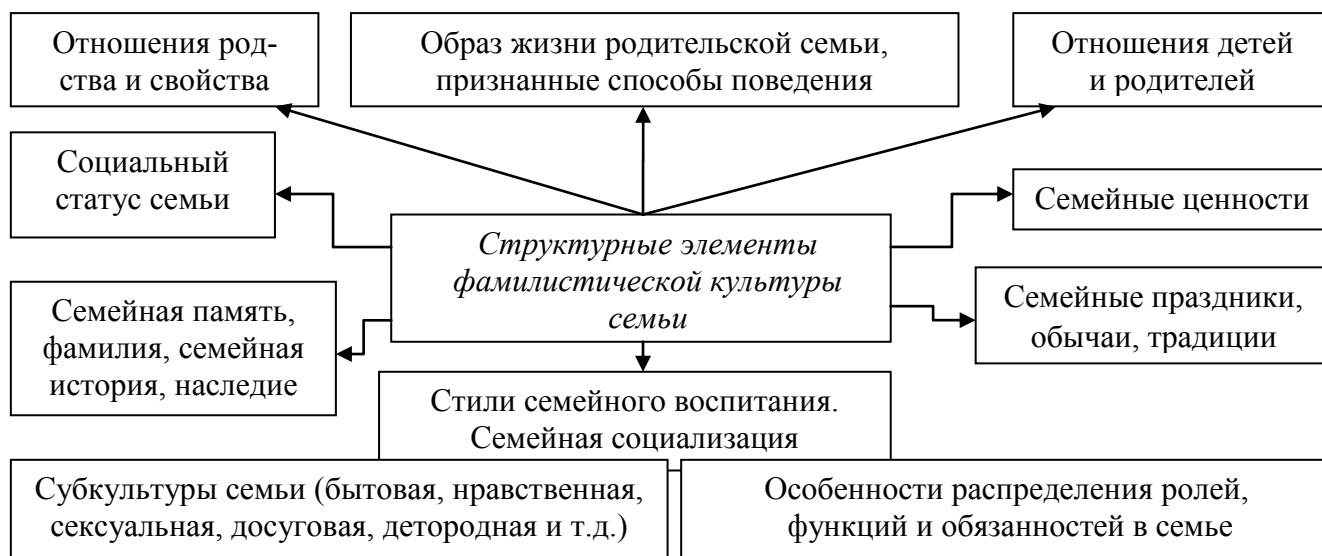 Отношения род-
ства и свойства
Образ жизни родительской семьи,
признанные способы поведения
Отношения детей
и родителей
Социальный
статус семьи
Семейные ценности
Структурные элементы
фамилистической культуры
семьи
Семейная память,
фамилия, семейная
история, наследие
Семейные праздники,
обычаи, традиции
Стили семейного воспитания.
Семейная социализация
Субкультуры семьи (бытовая, нравственная,
сексуальная, досуговая, детородная и т.д.)
Особенности распределения ролей,
функций и обязанностей в семье